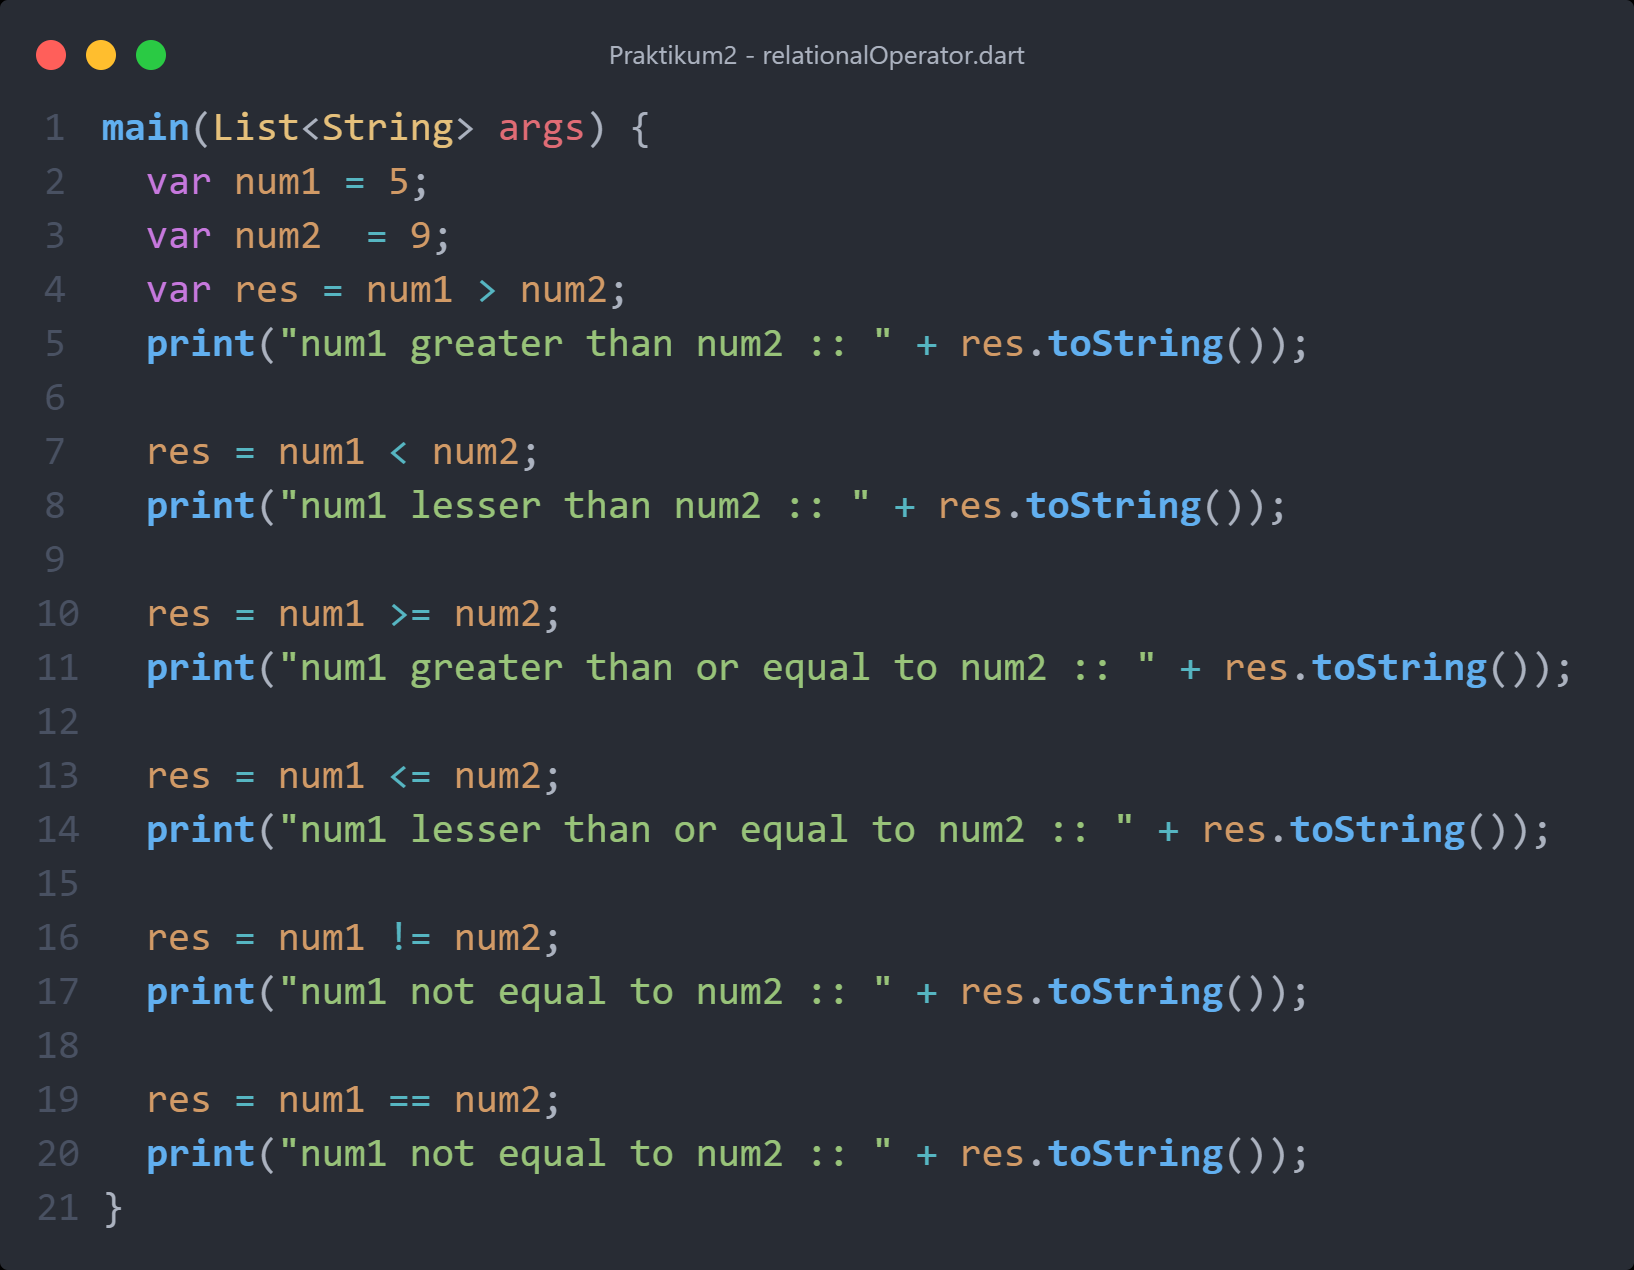 Praktikum2 - relationalOperator.dart
1 main(List<String> args) {
2   var num1 = 5;
3   var num2  = 9;
4   var res = num1 > num2;
5   print("num1 greater than num2 :: " + res.toString());
6
7   res = num1 < num2;
8   print("num1 lesser than num2 :: " + res.toString());
9
10   res = num1 >= num2;
11   print("num1 greater than or equal to num2 :: " + res.toString());
12
13   res = num1 <= num2;
14   print("num1 lesser than or equal to num2 :: " + res.toString());
15
16   res = num1 != num2;
17   print("num1 not equal to num2 :: " + res.toString());
18
19   res = num1 == num2;
20   print("num1 not equal to num2 :: " + res.toString());
21 }